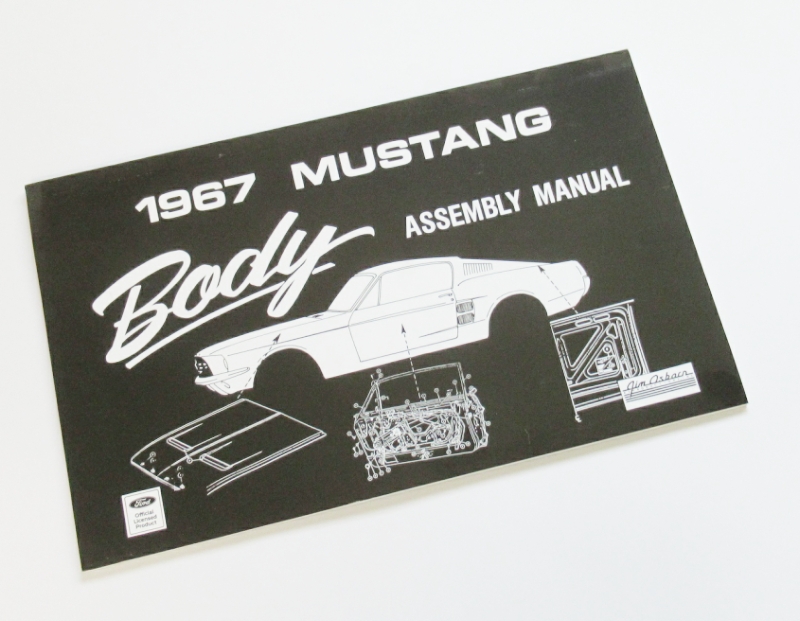 1967 MUSTANG
Body ASSEMBLY MANUAL
Jim Osborn
Ford
Official
Licensed
Product